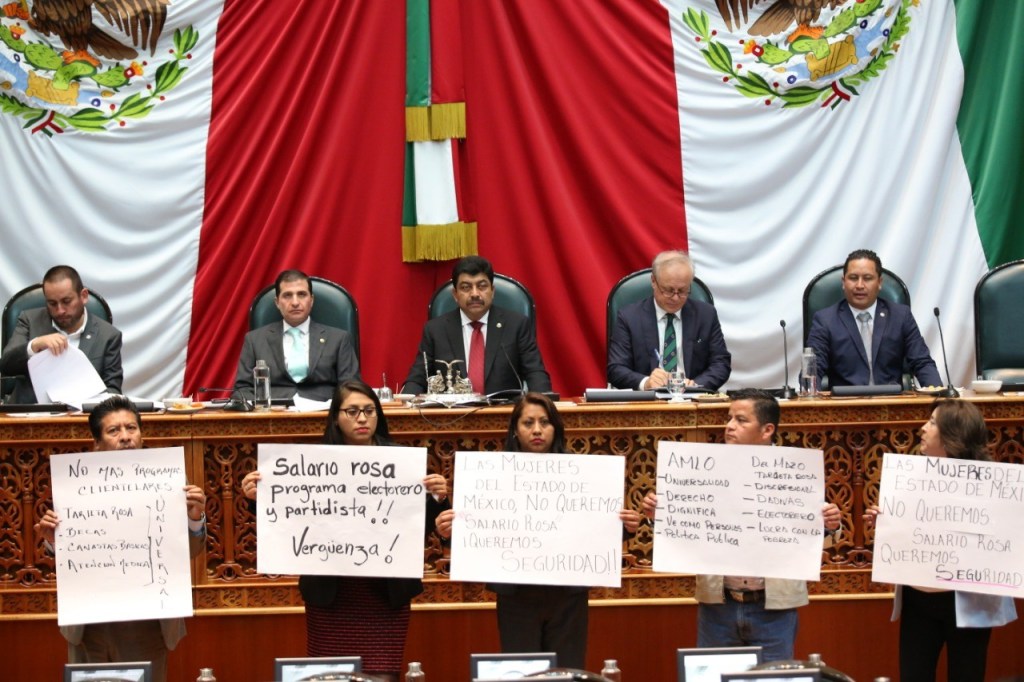 NO MAS PROGRAMAS
CLIENTELARES
- TARJETA ROSA
- BECAS
- CANASTAS BASICAS
- ATENCION MEDICA
UNIVERSAL
Salario rosa
programa electorero
y partidista!!
Vergüenza!
LAS MUJERES DEL
ESTADO DE
MÉXICO, NO QUEREMOS
"SALARIO ROSA"
¡QUEREMOS
SEGURIDAD!!
AMLO
- UNIVERSALIDAD
- DERECHO
- DIGNIFICA
- VE COMO PERSONAS
- POLITICA PUBLICA
DEL MAZO
TARJETA ROSA
- DISCRECIONAL
- DADIVAS
- ELECTORERO
- LUCRA CON LA
POBREZA
LAS MUJERES DEL
ESTADO DE MÉXI
NO QUEREMOS
SALARIO ROSA
QUEREMOS
SEGURIDAD